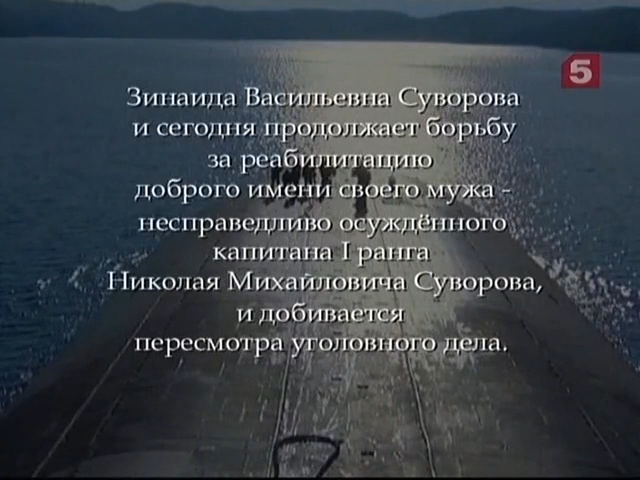 5
Зинаида Васильевна Суворова
и сегодня продолжает борьбу
за реабилитацию
доброго имени своего мужа -
несправедливо осуждённого
капитана I ранга
Николая Михайловича Суворова,
и добивается
пересмотра уголовного дела.